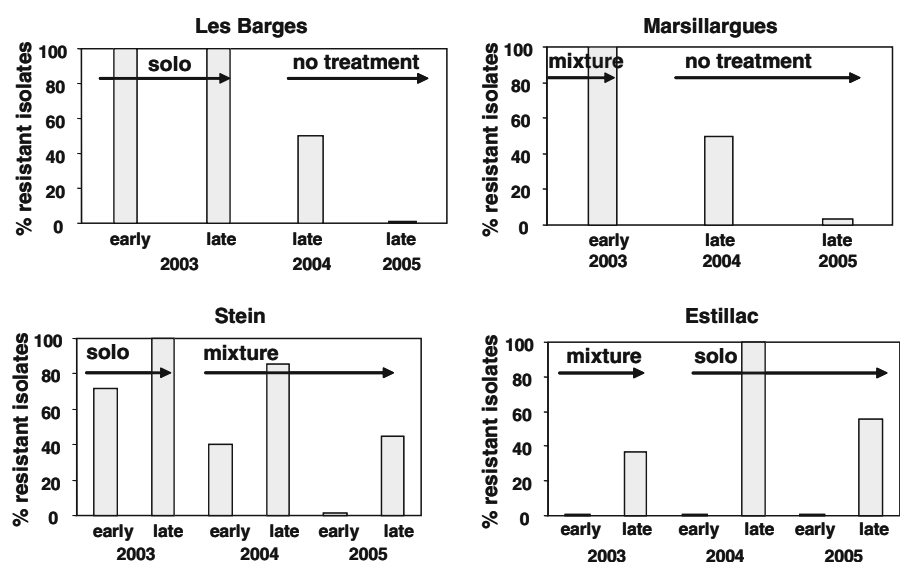 Les Barges
% resistant isolates
100
80
60
40
20
0
solo
no treatment
early late late late
2003 2004 2005
Marsillargues
% resistant isolates
100
80
60
40
20
0
mixture
no treatment
early late late
2003 2004 2005
Stein
% resistant isolates
100
80
60
40
20
0
solo
mixture
early late early late early late
2003 2004 2005
Estillac
% resistant isolates
100
80
60
40
20
0
mixture
solo
early late early late early late
2003 2004 2005